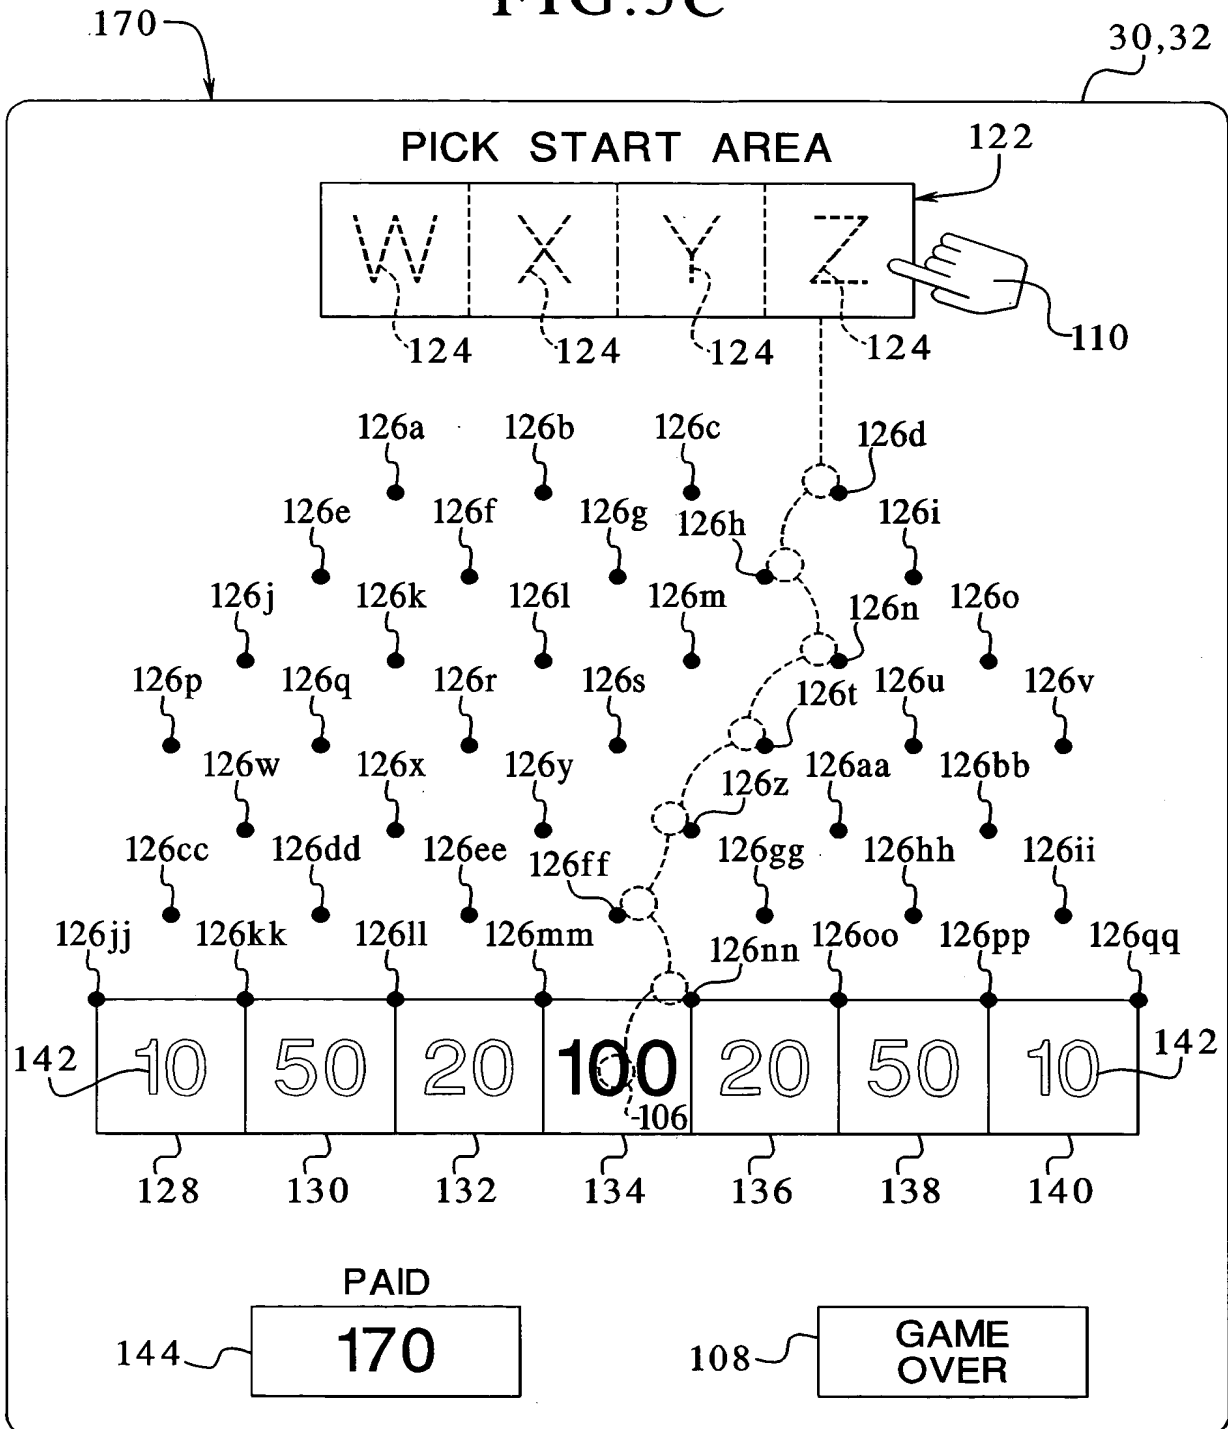 170
30,32
PICK START AREA
122
W X Y Z
124 124 124 124
110
126a 126b 126c 126d
126e 126f 126g 126h 126i
126j 126k 126l 126m 126n 126o
126p 126q 126r 126s 126t 126u 126v
126w 126x 126y 126z 126aa 126bb
126cc 126dd 126ee 126ff 126gg 126hh 126ii
126jj 126kk 126ll 126mm 126nn 126oo 126pp 126qq
142 10 50 20 100 20 50 10 142
106
128 130 132 134 136 138 140
PAID
144 170
108 GAME
OVER